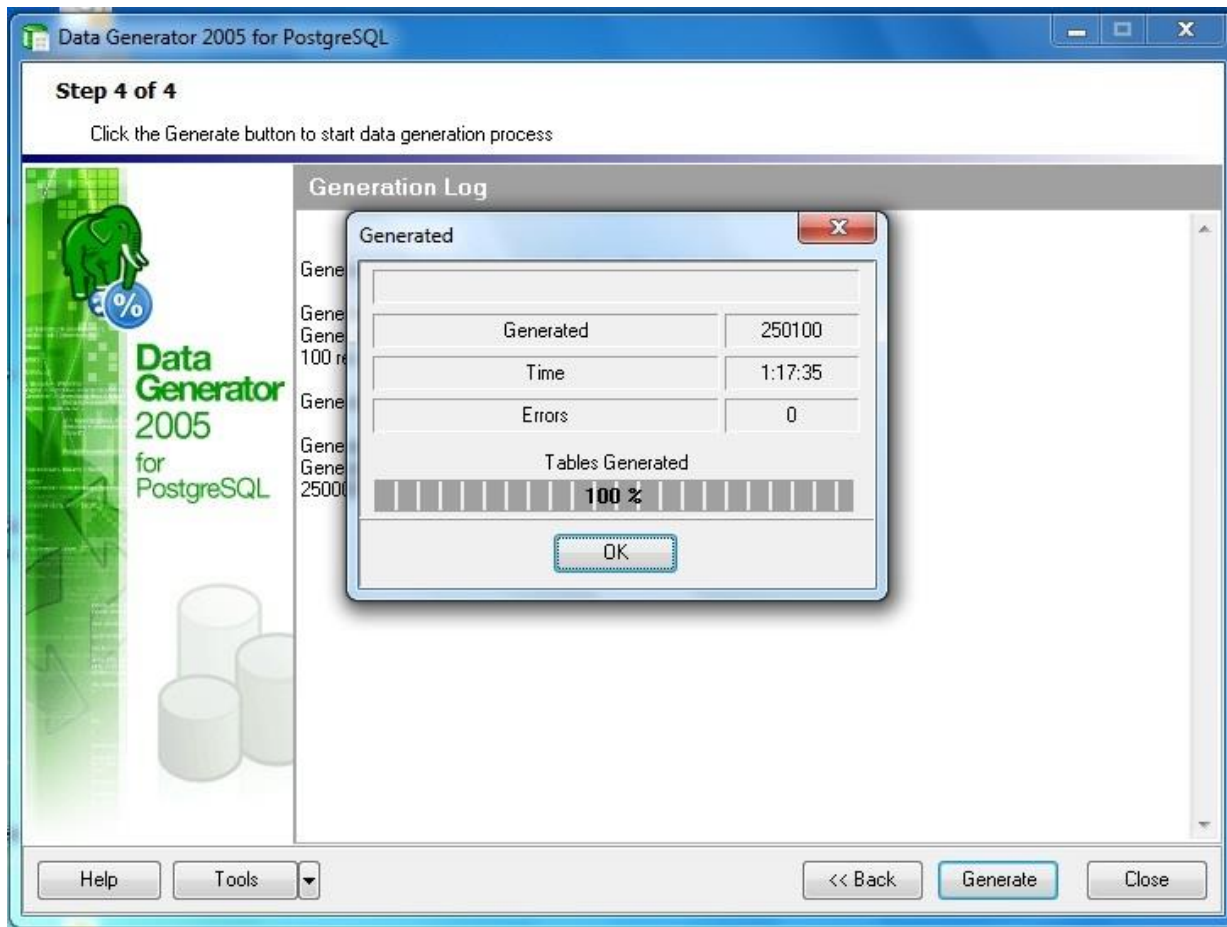 Data Generator 2005 for PostgreSQL
Step 4 of 4
Click the Generate button to start data generation process
%
Data
Generator
2005
for
PostgreSQL
Generation Log
Gene
Gene
Gene
100 re
Gene
Gene
Gene
25000
Generated
Generated 250100
Time 1:17:35
Errors 0
Tables Generated
100 %
OK
Help Tools << Back Generate Close